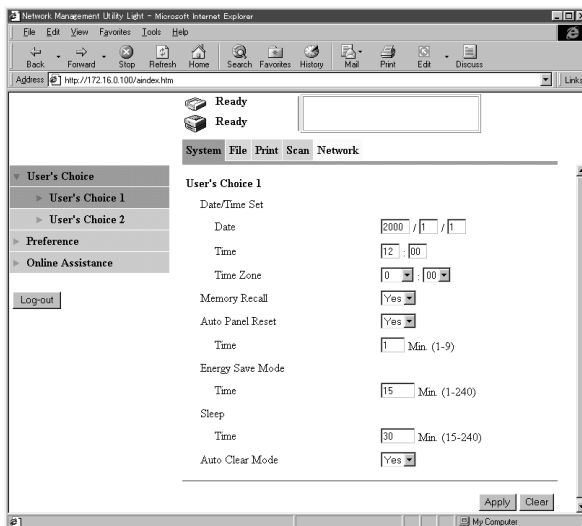 Network Management Utility Light - Microsoft Internet Explorer
File Edit View Favorites Tools Help
Back Forward Stop Refresh Home Search Favorites History Mail Print Edit Discuss
Address http://172.16.0.100/aindex.htm Links
Ready
Ready
System File Print Scan Network
User's Choice
User's Choice 1
User's Choice 2
Preference
Online Assistance
Log-out
User's Choice 1
Date/Time Set
Date 2000 / 1 / 1
Time 12 : 00
Time Zone 0 : 00
Memory Recall Yes
Auto Panel Reset Yes
Time 1 Min. (1-9)
Energy Save Mode
Time 15 Min. (1-240)
Sleep
Time 30 Min. (15-240)
Auto Clear Mode Yes
Apply Clear
My Computer